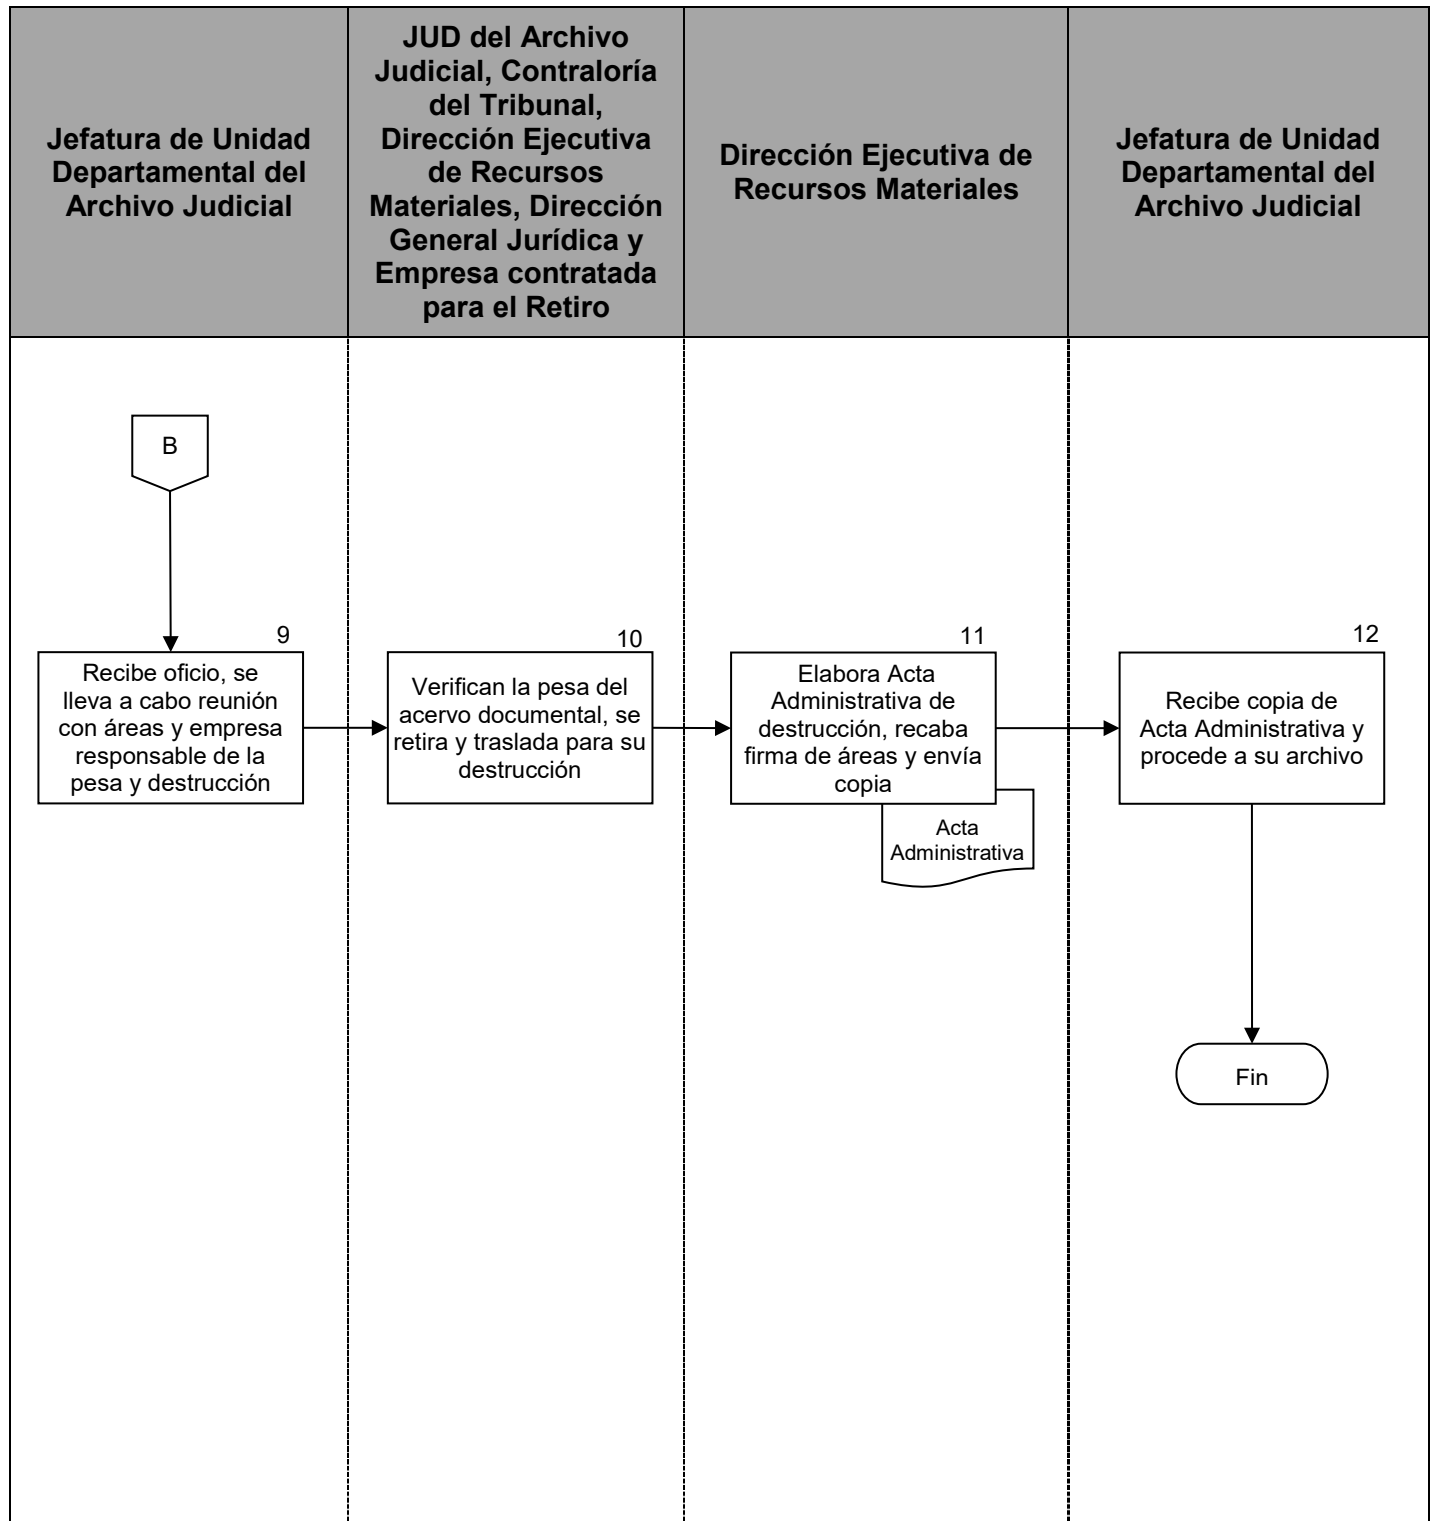 Jefatura de Unidad
Departamental del
Archivo Judicial
JUD del Archivo
Judicial, Contraloría
del Tribunal,
Dirección Ejecutiva
de Recursos
Materiales, Dirección
General Jurídica y
Empresa contratada
para el Retiro
Dirección Ejecutiva de
Recursos Materiales
Jefatura de Unidad
Departamental del
Archivo Judicial
B
9
Recibe oficio, se
lleva a cabo reunión
con áreas y empresa
responsable de la
pesa y destrucción
10
Verifican la pesa del
acervo documental, se
retira y traslada para su
destrucción
11
Elabora Acta
Administrativa de
destrucción, recaba
firma de áreas y envía
copia
Acta
Administrativa
12
Recibe copia de
Acta Administrativa y
procede a su archivo
Fin